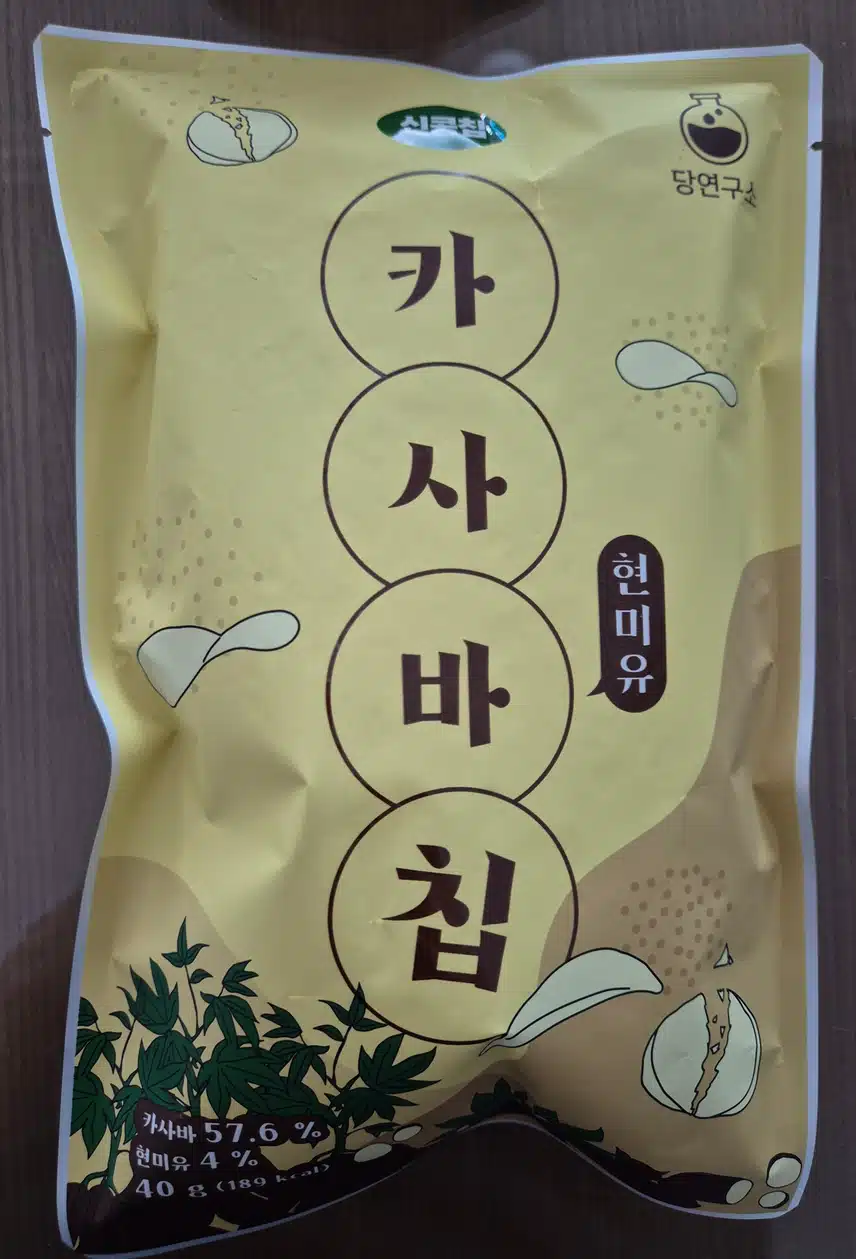 당연구소
카
사
바
칩
현미유
카사바 57.6 %
현미유 4 %
40 g (189 kcal)